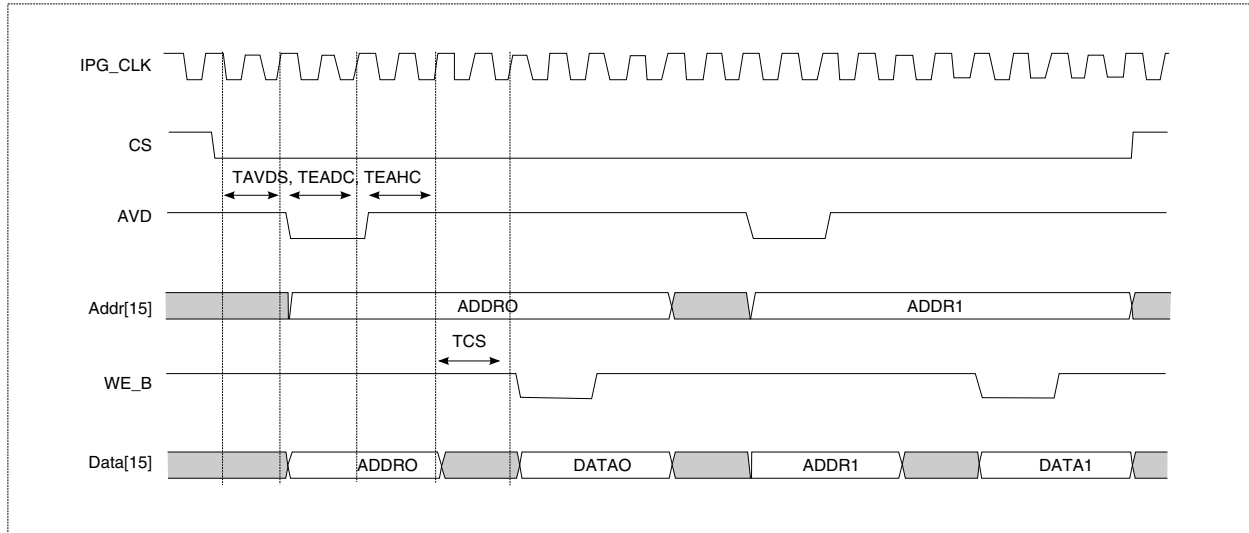 IPG_CLK
CS
TAVDS, TEADC, TEAHC
AVD
Addr[15] ADDRO ADDR1
TCS
WE_B
Data[15] ADDRO DATAO ADDR1 DATA1